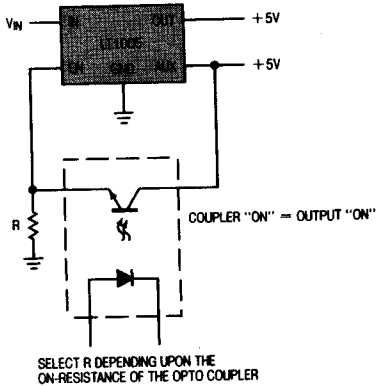 VIN
IN
OUT
+5V
LT1005
EN
GND
AUX
+5V
R
COUPLER "ON" = OUTPUT "ON"
SELECT R DEPENDING UPON THE
ON-RESISTANCE OF THE OPTO COUPLER